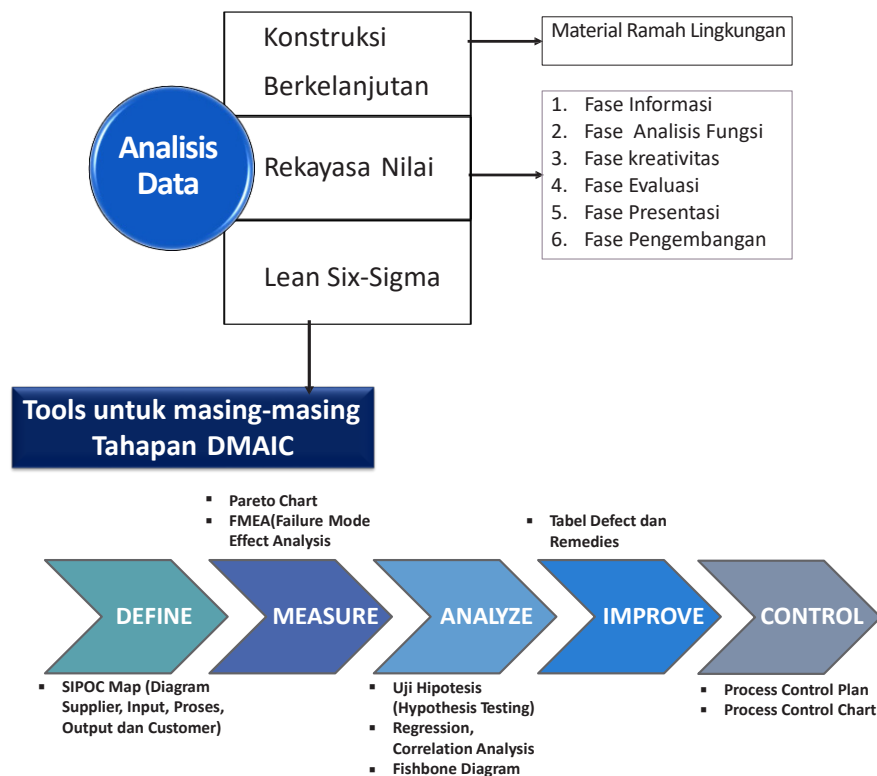 Konstruksi
Berkelanjutan
Material Ramah Lingkungan
Analisis
Data
Rekayasa Nilai
1. Fase Informasi
2. Fase Analisis Fungsi
3. Fase kreativitas
4. Fase Evaluasi
5. Fase Presentasi
6. Fase Pengembangan
Lean Six-Sigma
Tools untuk masing-masing
Tahapan DMAIC
▪ Pareto Chart
▪ FMEA(Failure Mode
Effect Analysis
▪ Tabel Defect dan
Remedies
DEFINE
MEASURE
ANALYZE
IMPROVE
CONTROL
▪ SIPOC Map (Diagram
Supplier, Input, Proses,
Output dan Customer)
▪ Uji Hipotesis
(Hypothesis Testing)
▪ Regression,
Correlation Analysis
▪ Fishbone Diagram
▪ Process Control Plan
▪ Process Control Chart